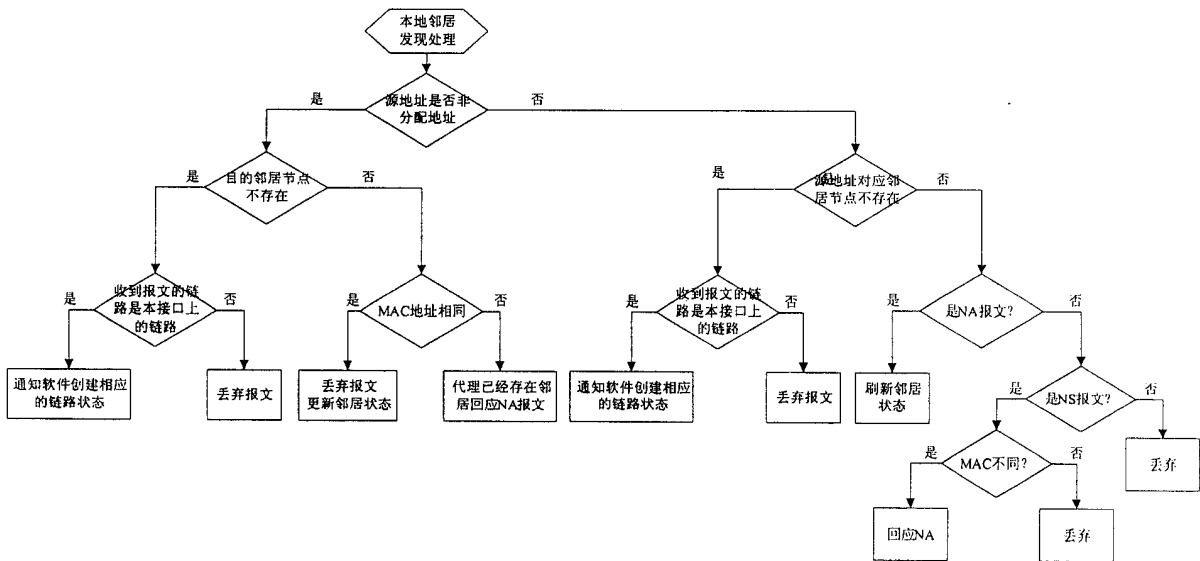 本地邻居
发现处理
是
源地址是否非
分配地址
否
是
目的邻居节点
不存在
否
是
源地址对应邻
居节点不存在
是
否
是
收到报文的链
路是本接口上
的链路
否
是
MAC地址相同
否
是
收到报文的链
路是本接口上
的链路
否
是
是NA报文?
否
通知软件创建相应
的链路状态
丢弃报文
丢弃报文
更新邻居状态
代理已经存在邻
居回应NA报文
通知软件创建相应
的链路状态
丢弃报文
刷新邻居
状态
是
是NS报文?
否
是
MAC不同?
否
丢弃
回应NA
丢弃